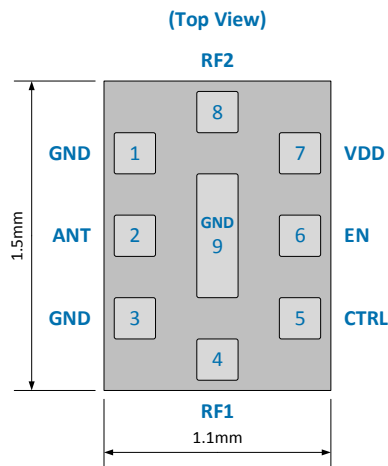 (Top View)
RF2
8
GND 1 7 VDD
1.5mm
ANT 2 GND 6 EN
9
GND 3 5 CTRL
4
RF1
1.1mm